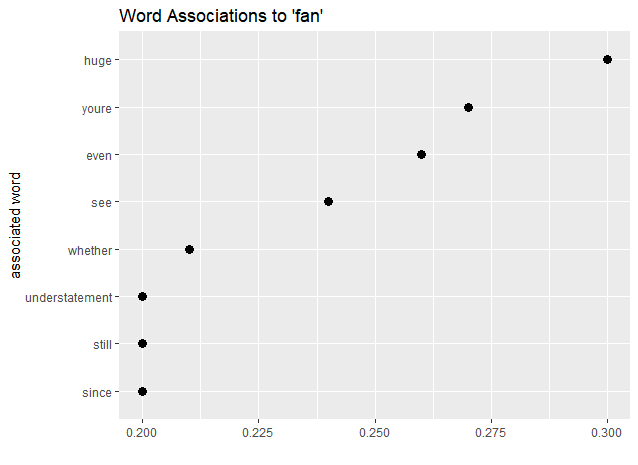 Word Associations to 'fan'
huge
youre
even
see
whether
understatement
still
since
associated word
0.200 0.225 0.250 0.275 0.300